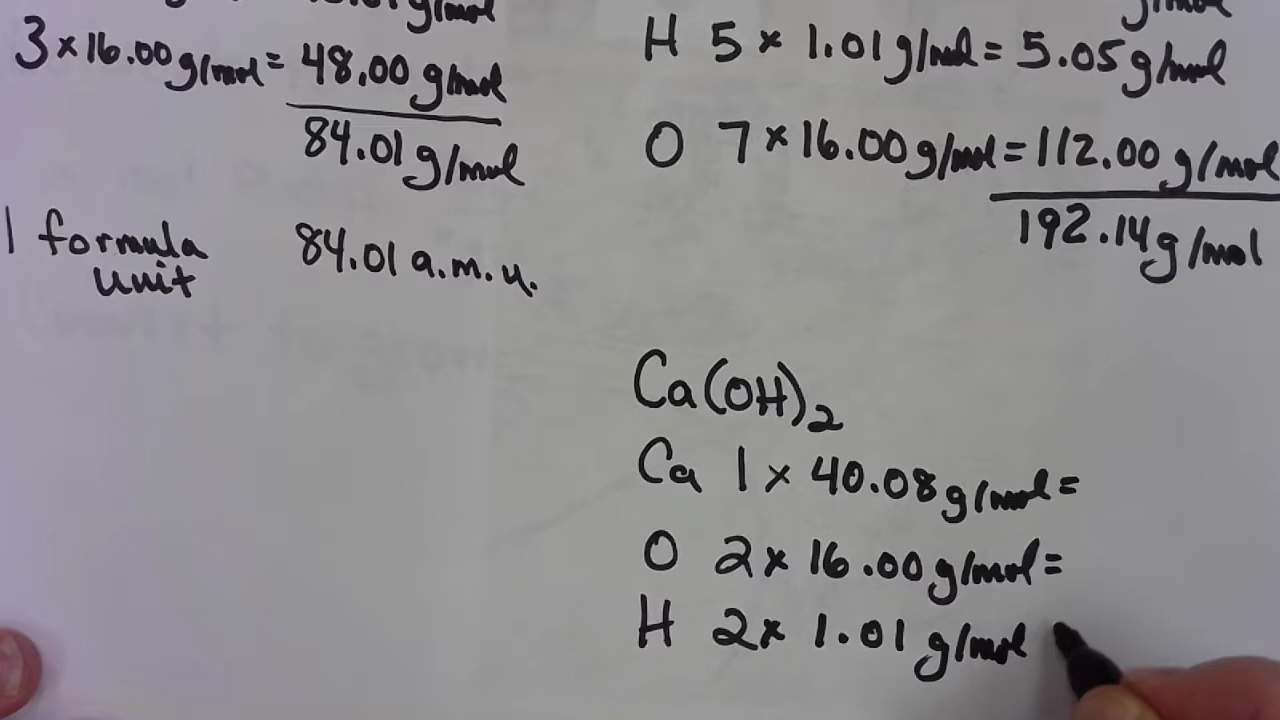 g/mol
3 × 16.00 g/mol = 48.00 g/mol
84.01 g/mol
1 formula unit 84.01 a.m.u.
g/mol
H 5 × 1.01 g/mol = 5.05 g/mol
O 7 × 16.00 g/mol = 112.00 g/mol
192.14 g/mol
Ca(OH)₂
Ca 1 × 40.08 g/mol =
O 2 × 16.00 g/mol =
H 2 × 1.01 g/mol